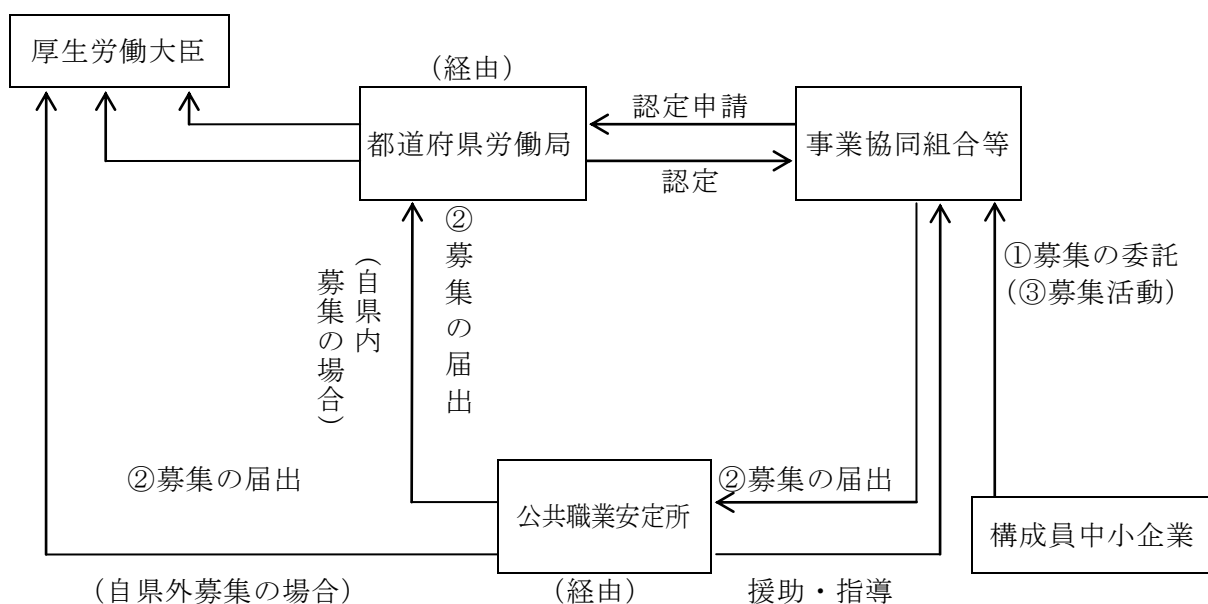 厚生労働大臣
(経由)
都道府県労働局
認定申請
認定
事業協同組合等
②募集の届出
(自県内
募集の場合)
①募集の委託
(③募集活動)
②募集の届出
②募集の届出
公共職業安定所
構成員中小企業
(自県外募集の場合)
(経由)
援助・指導